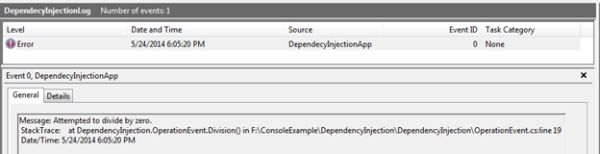 DependecyInjectionLog Number of events: 1
Level Date and Time Source Event ID Task Category
Error 5/24/2014 6:05:20 PM DependecyInjectionApp 0 None
Event 0, DependecyInjectionApp
General Details
Message: Attempted to divide by zero.
StackTrace: at DependencyInjection.OperationEvent.Division() in F:\ConsoleExample\DependencyInjection\DependencyInjection\OperationEvent.cs:line 19
Date/Time: 5/24/2014 6:05:20 PM